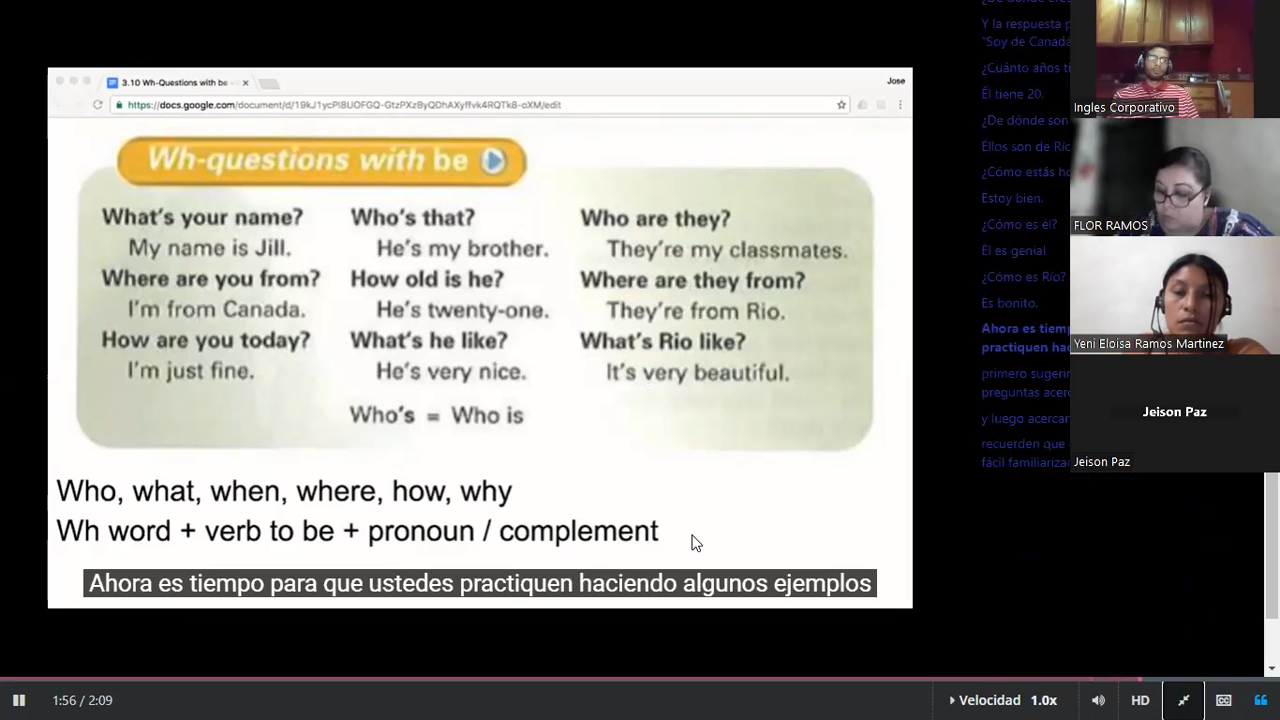 3.10 Wh-Questions with be -
Jose
https://docs.google.com/document/d/19kJ1ycPI8UOFGQ-GtzPXzByQDhAXyffvk4RQTk8-oXM/edit
Wh-questions with be
What's your name?
My name is Jill.
Where are you from?
I'm from Canada.
How are you today?
I'm just fine.
Who's that?
He's my brother.
How old is he?
He's twenty-one.
What's he like?
He's very nice.
Who's = Who is
Who are they?
They're my classmates.
Where are they from?
They're from Rio.
What's Rio like?
It's very beautiful.
Who, what, when, where, how, why
Wh word + verb to be + pronoun / complement
Ahora es tiempo para que ustedes practiquen haciendo algunos ejemplos
Y la respuesta p
"Soy de Canadá
¿Cuánto años ti
Él tiene 20.
¿De dónde son
Éllos son de Río
¿Cómo estás ho
Estoy bien.
¿Cómo es él?
Él es genial
¿Cómo es Río?
Es bonito.
Ahora es tiemp
practiquen hac
primero sugerir
preguntas acerc
y luego acercar
recuerden que a
fácil familiariza
Ingles Corporativo
FLOR RAMOS
Yeni Eloisa Ramos Martinez
Jeison Paz
Jeison Paz
1:56 / 2:09
Velocidad 1.0x
HD
CC